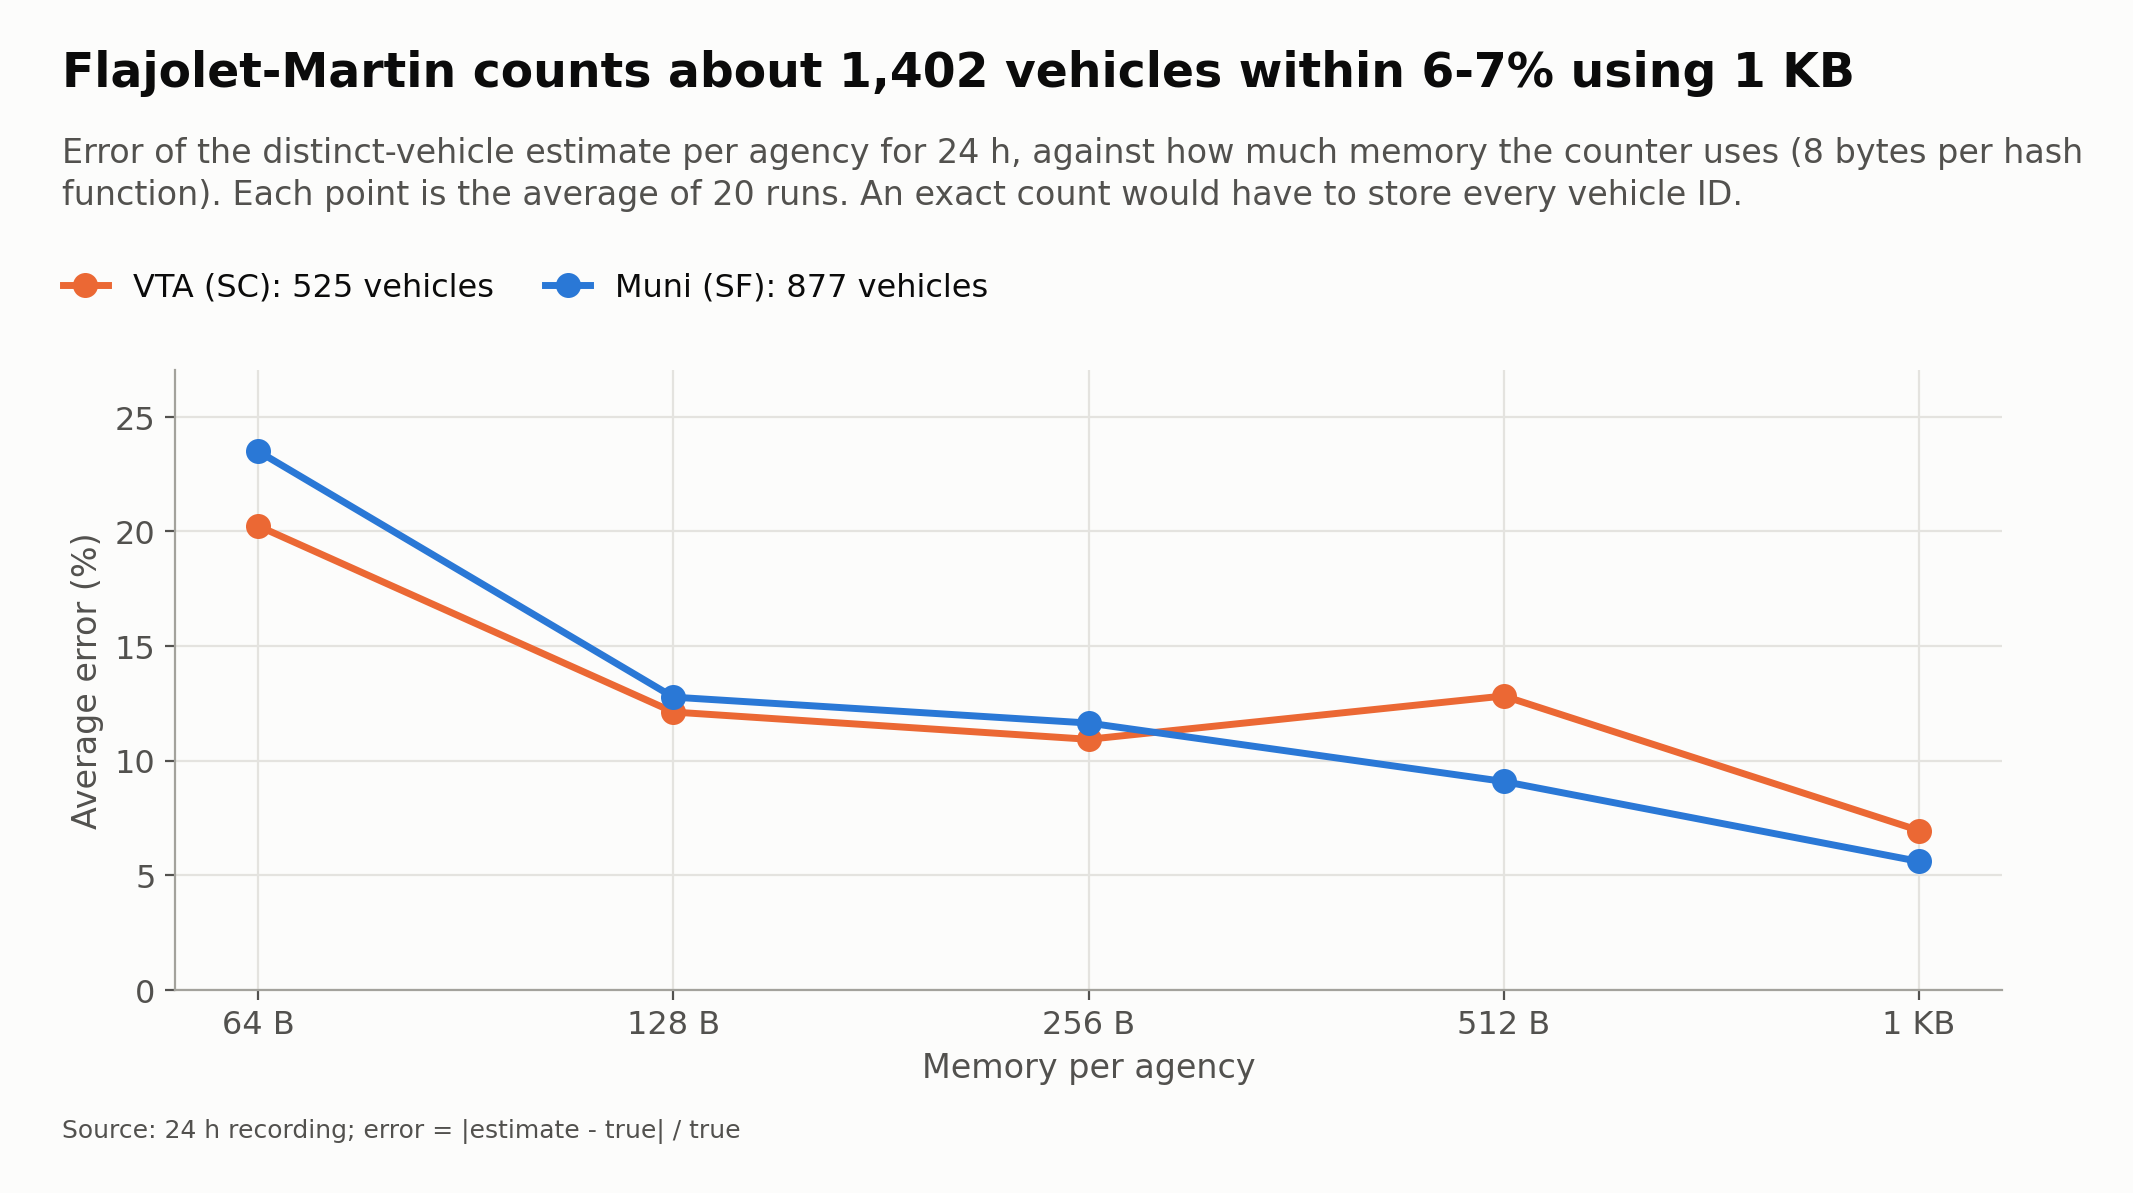 Flajolet-Martin counts about 1,402 vehicles within 6-7% using 1 KB
Error of the distinct-vehicle estimate per agency for 24 h, against how much memory the counter uses (8 bytes per hash
function). Each point is the average of 20 runs. An exact count would have to store every vehicle ID.
VTA (SC): 525 vehicles
Muni (SF): 877 vehicles
Average error (%)
25
20
15
10
5
0
64 B
128 B
256 B
512 B
1 KB
Memory per agency
Source: 24 h recording; error = |estimate - true| / true